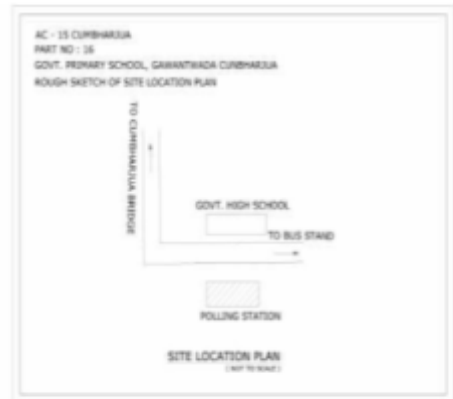 AC - 15 CUMBHARJUA
PART NO : 16
GOVT. PRIMARY SCHOOL, GAWANTWADA CUNBHARJUA
ROUGH SKETCH OF SITE LOCATION PLAN
TO CUMBHARJUA BRIDGE
GOVT. HIGH SCHOOL
TO BUS STAND
POLLING STATION
SITE LOCATION PLAN
( NOT TO SCALE )